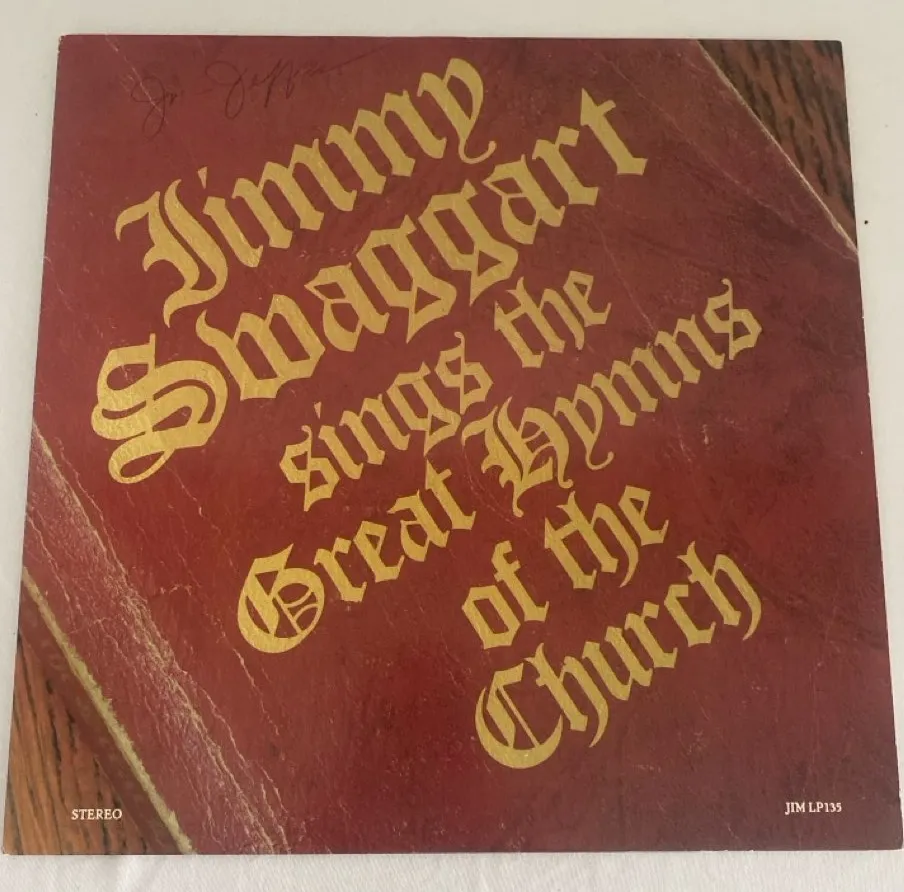 Jimmy
Swaggart
sings the
Great Hymns
of the
Church
STEREO
JIM LP135